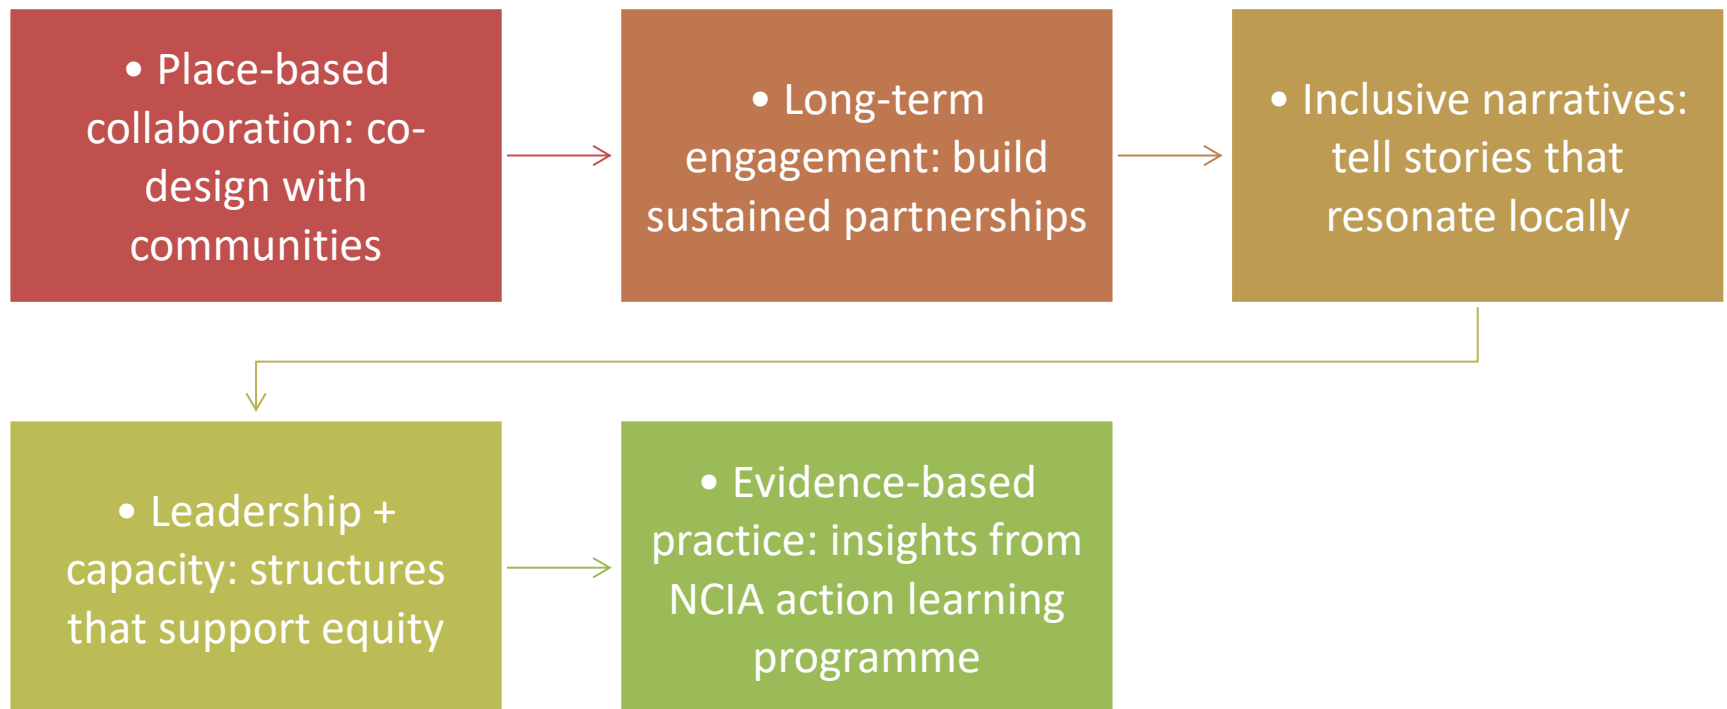 • Place-based
collaboration: co-
design with
communities
• Long-term
engagement: build
sustained partnerships
• Inclusive narratives:
tell stories that
resonate locally
• Leadership +
capacity: structures
that support equity
• Evidence-based
practice: insights from
NCIA action learning
programme